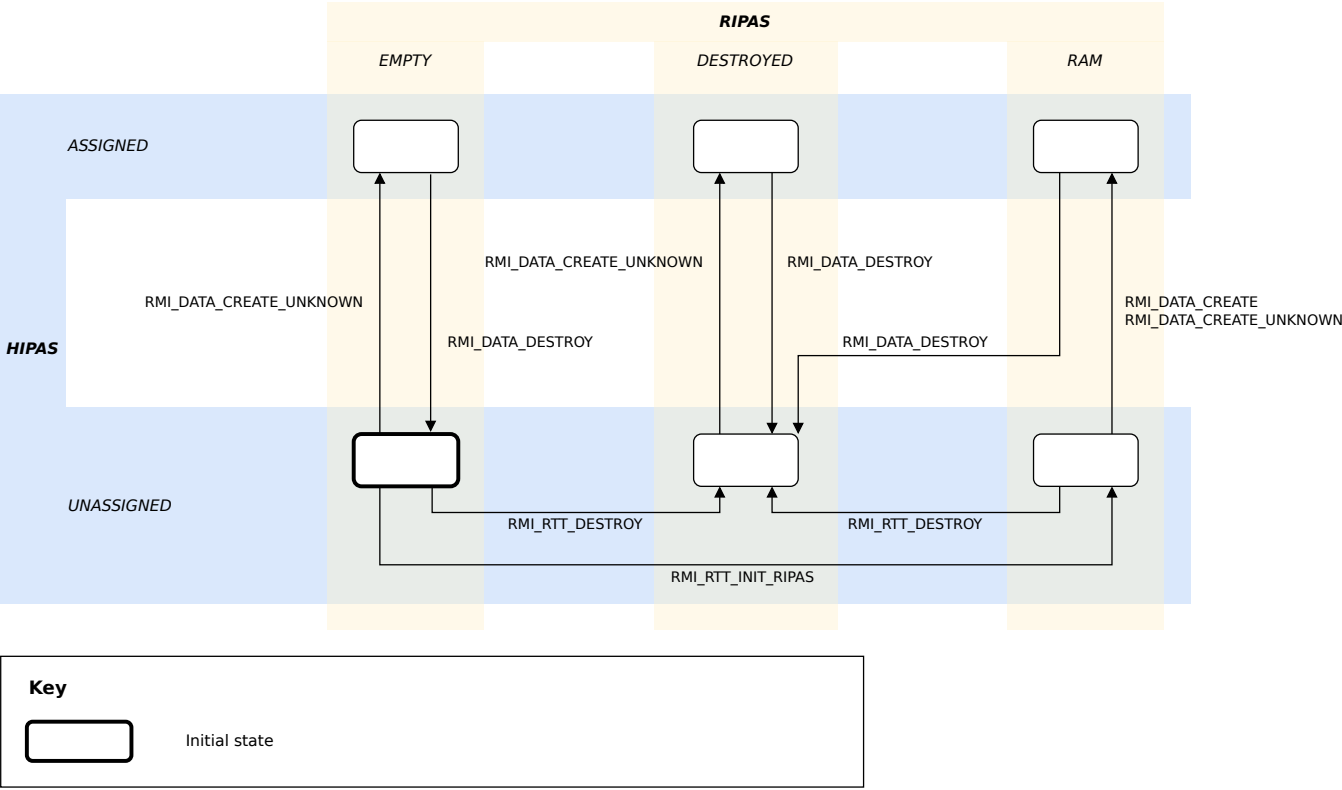 RIPAS
EMPTY
DESTROYED
RAM
ASSIGNED
RMI_DATA_CREATE_UNKNOWN
RMI_DATA_DESTROY
RMI_DATA_CREATE_UNKNOWN
RMI_DATA_CREATE
RMI_DATA_CREATE_UNKNOWN
HIPAS
RMI_DATA_DESTROY
RMI_DATA_DESTROY
UNASSIGNED
RMI_RTT_DESTROY
RMI_RTT_DESTROY
RMI_RTT_INIT_RIPAS
Key
Initial state